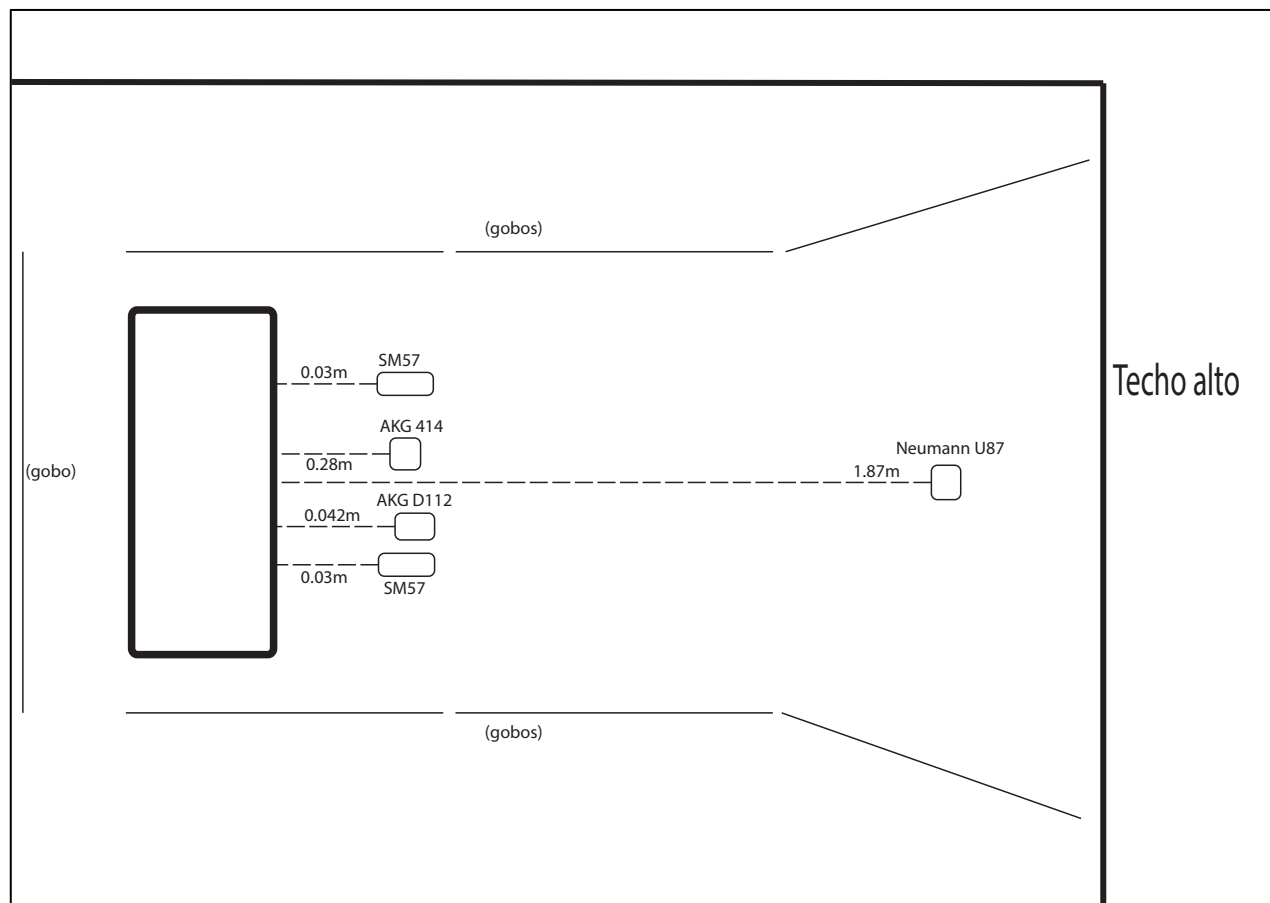 (gobos)
SM57
0.03m
Techo alto
AKG 414
0.28m
Neumann U87
1.87m
(gobo)
AKG D112
0.042m
0.03m
SM57
(gobos)